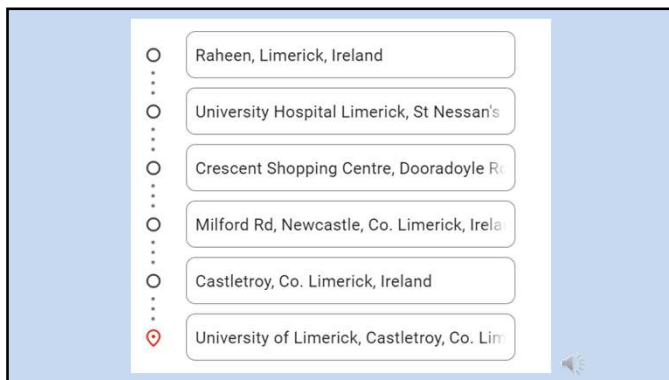 Raheen, Limerick, Ireland
University Hospital Limerick, St Nessan's
Crescent Shopping Centre, Dooradoyle
Milford Rd, Newcastle, Co. Limerick,
Castletroy, Co. Limerick, Ireland
University of Limerick, Castletroy, Co.